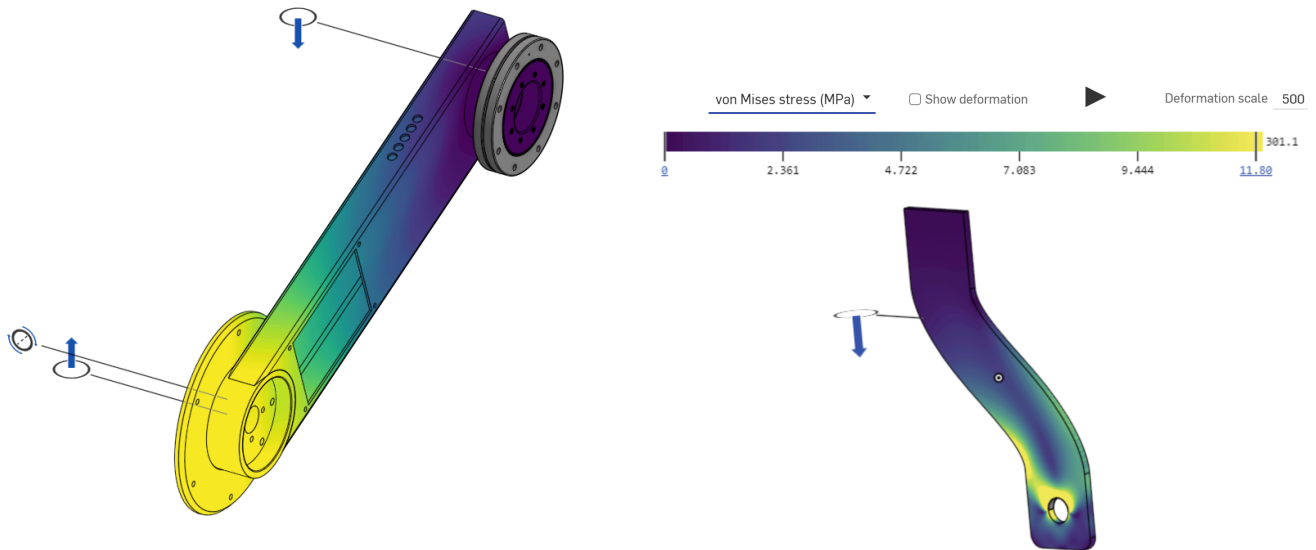 von Mises stress (MPa)
Show deformation
Deformation scale 500
301.1
0 2.361 4.722 7.083 9.444 11.80